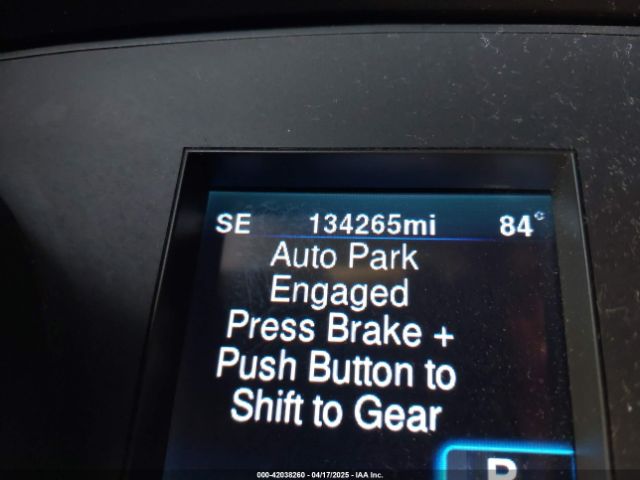 SE 134265mi 84°
Auto Park
Engaged
Press Brake +
Push Button to
Shift to Gear
P
000-42038260 - 04/17/2025 - IAA Inc.